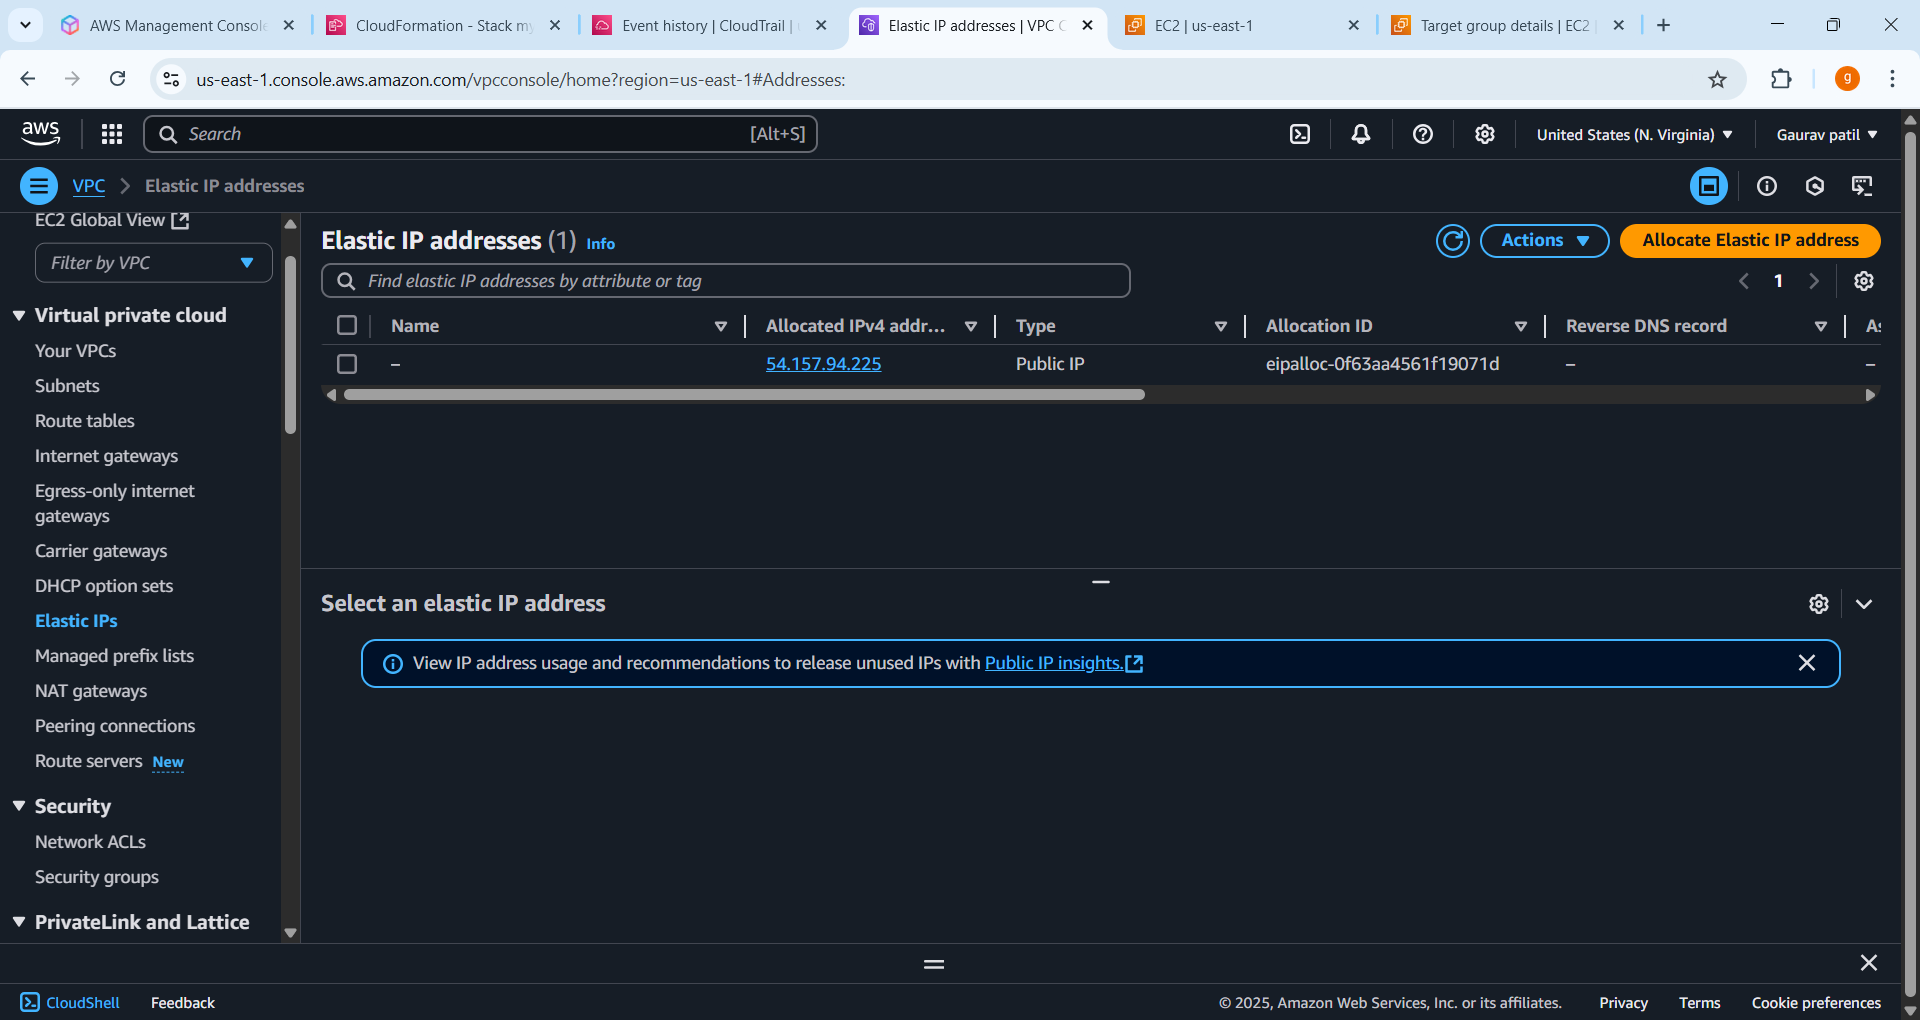 AWS Management Console
CloudFormation - Stack my
Event history | CloudTrail |
Elastic IP addresses | VPC C
EC2 | us-east-1
Target group details | EC2 |
us-east-1.console.aws.amazon.com/vpcconsole/home?region=us-east-1#Addresses:
g
aws
Search
[Alt+S]
United States (N. Virginia)
Gaurav patil
VPC
Elastic IP addresses
EC2 Global View
Filter by VPC
Virtual private cloud
Your VPCs
Subnets
Route tables
Internet gateways
Egress-only internet
gateways
Carrier gateways
DHCP option sets
Elastic IPs
Managed prefix lists
NAT gateways
Peering connections
Route servers New
Security
Network ACLs
Security groups
PrivateLink and Lattice
Elastic IP addresses (1) Info
Actions
Allocate Elastic IP address
Find elastic IP addresses by attribute or tag
1
Name
Allocated IPv4 addr...
Type
Allocation ID
Reverse DNS record
As
–
54.157.94.225
Public IP
eipalloc-0f63aa4561f19071d
–
–
Select an elastic IP address
View IP address usage and recommendations to release unused IPs with Public IP insights.
CloudShell
Feedback
© 2025, Amazon Web Services, Inc. or its affiliates.
Privacy
Terms
Cookie preferences